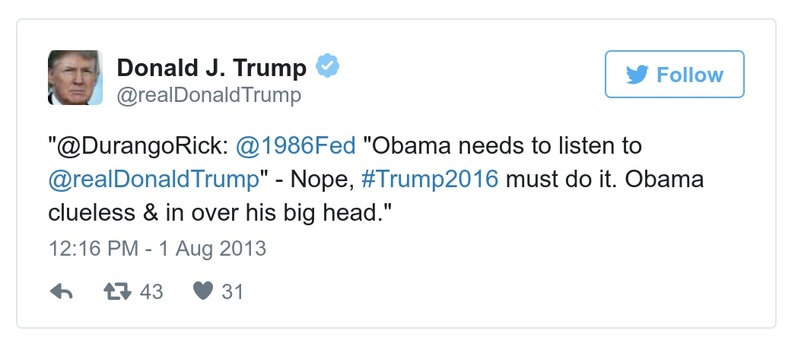 Donald J. Trump
@realDonaldTrump
Follow
"@DurangoRick: @1986Fed "Obama needs to listen to
@realDonaldTrump" - Nope, #Trump2016 must do it. Obama
clueless & in over his big head."
12:16 PM - 1 Aug 2013
43 31